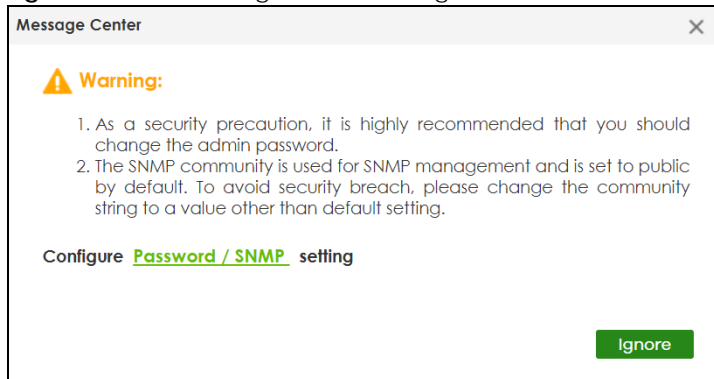 Message Center
Warning:
1. As a security precaution, it is highly recommended that you should
change the admin password.
2. The SNMP community is used for SNMP management and is set to public
by default. To avoid security breach, please change the community
string to a value other than default setting.
Configure Password / SNMP setting
Ignore